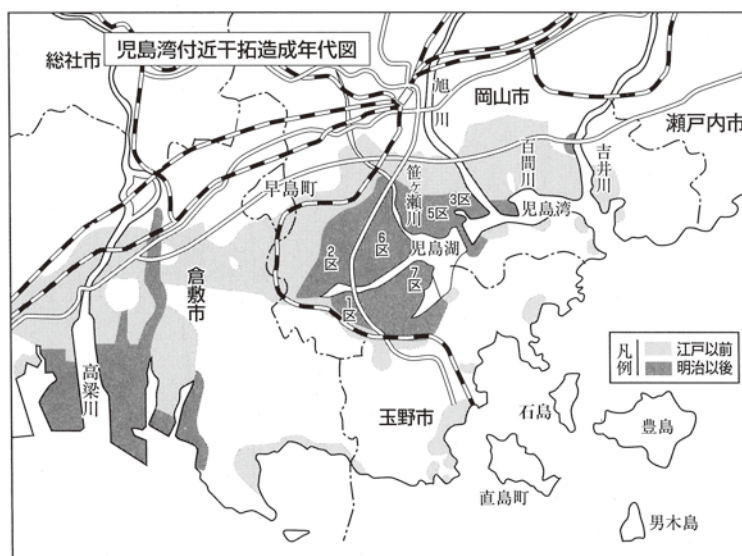 児島湾付近干拓造成年代図
総社市
旭川
岡山市
瀬戸内市
百間川
吉井川
早島町
笹ヶ瀬川
3区
5区
児島湾
児島湖
6区
2区
7区
1区
倉敷市
高梁川
凡例
江戸以前
明治以後
玉野市
石島
豊島
直島町
男木島